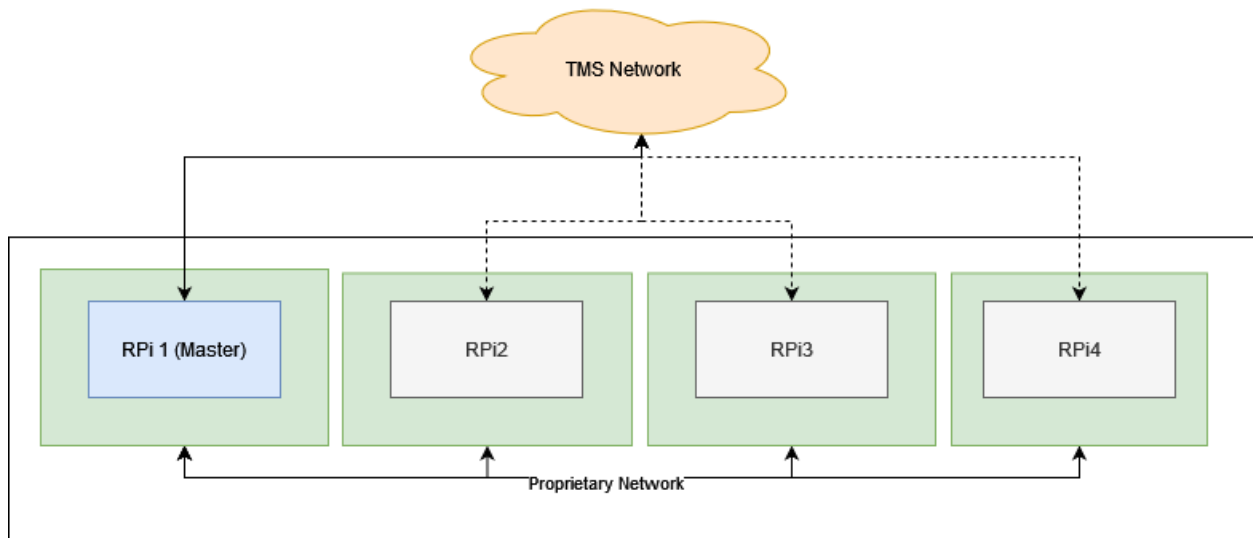 TMS Network
RPi 1 (Master)
RPi2
RPi3
RPi4
Proprietary Network